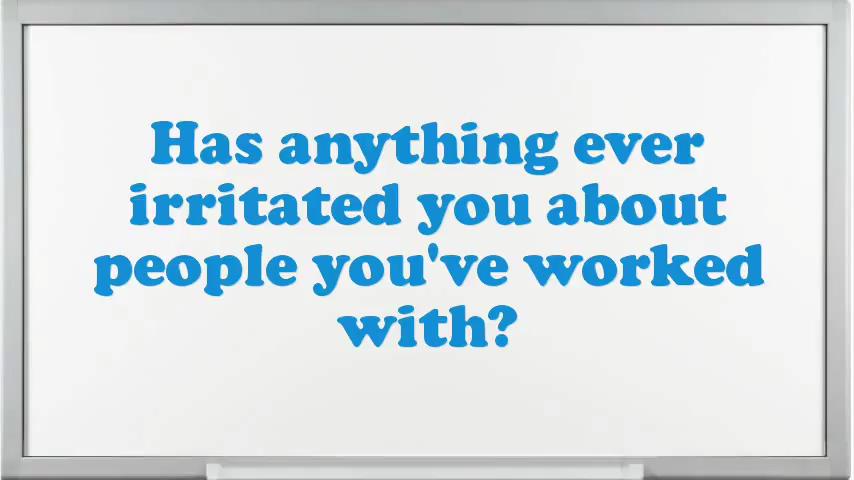 Has anything ever
irritated you about
people you've worked
with?